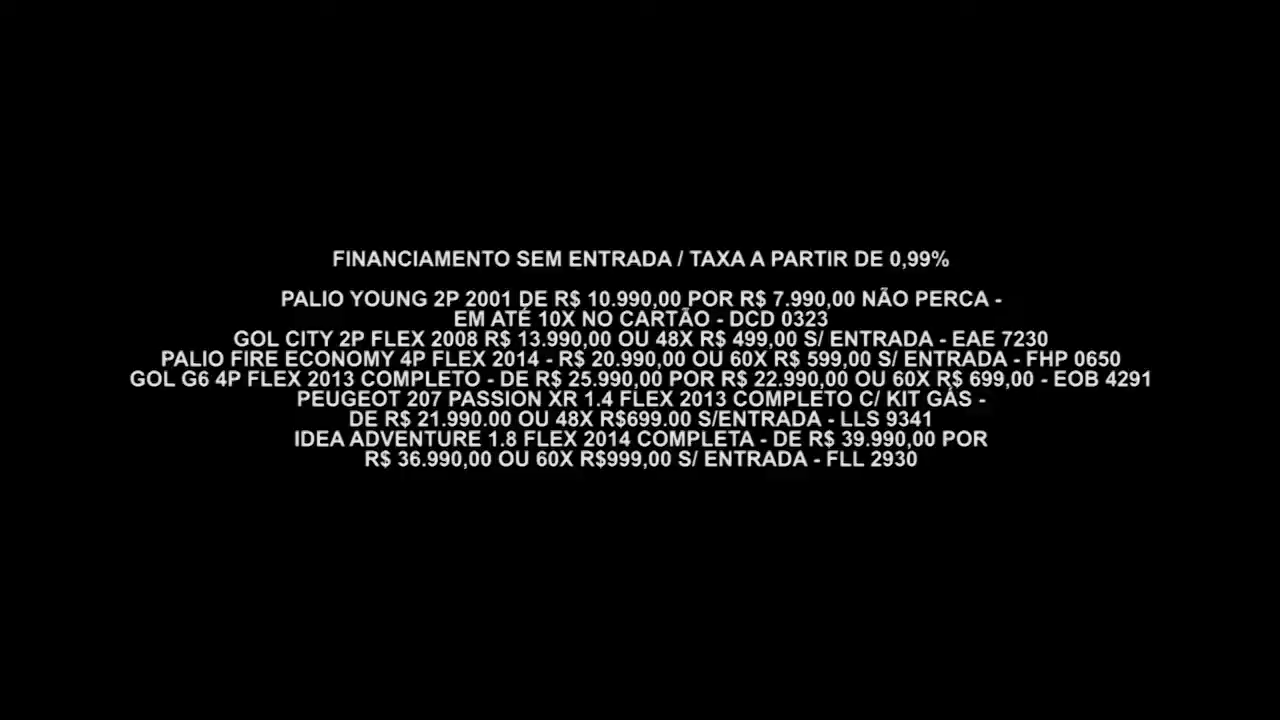 FINANCIAMENTO SEM ENTRADA / TAXA A PARTIR DE 0,99%
PALIO YOUNG 2P 2001 DE R$ 10.990,00 POR R$ 7.990,00 NÃO PERCA -
EM ATÉ 10X NO CARTÃO - DCD 0323
GOL CITY 2P FLEX 2008 R$ 13.990,00 OU 48X R$ 499,00 S/ ENTRADA - EAE 7230
PALIO FIRE ECONOMY 4P FLEX 2014 - R$ 20.990,00 OU 60X R$ 599,00 S/ ENTRADA - FHP 0650
GOL G6 4P FLEX 2013 COMPLETO - DE R$ 25.990,00 POR R$ 22.990,00 OU 60X R$ 699,00 - EOB 4291
PEUGEOT 207 PASSION XR 1.4 FLEX 2013 COMPLETO C/ KIT GÁS -
DE R$ 21.990.00 OU 48X R$699.00 S/ENTRADA - LLS 9341
IDEA ADVENTURE 1.8 FLEX 2014 COMPLETA - DE R$ 39.990,00 POR
R$ 36.990,00 OU 60X R$999,00 S/ ENTRADA - FLL 2930